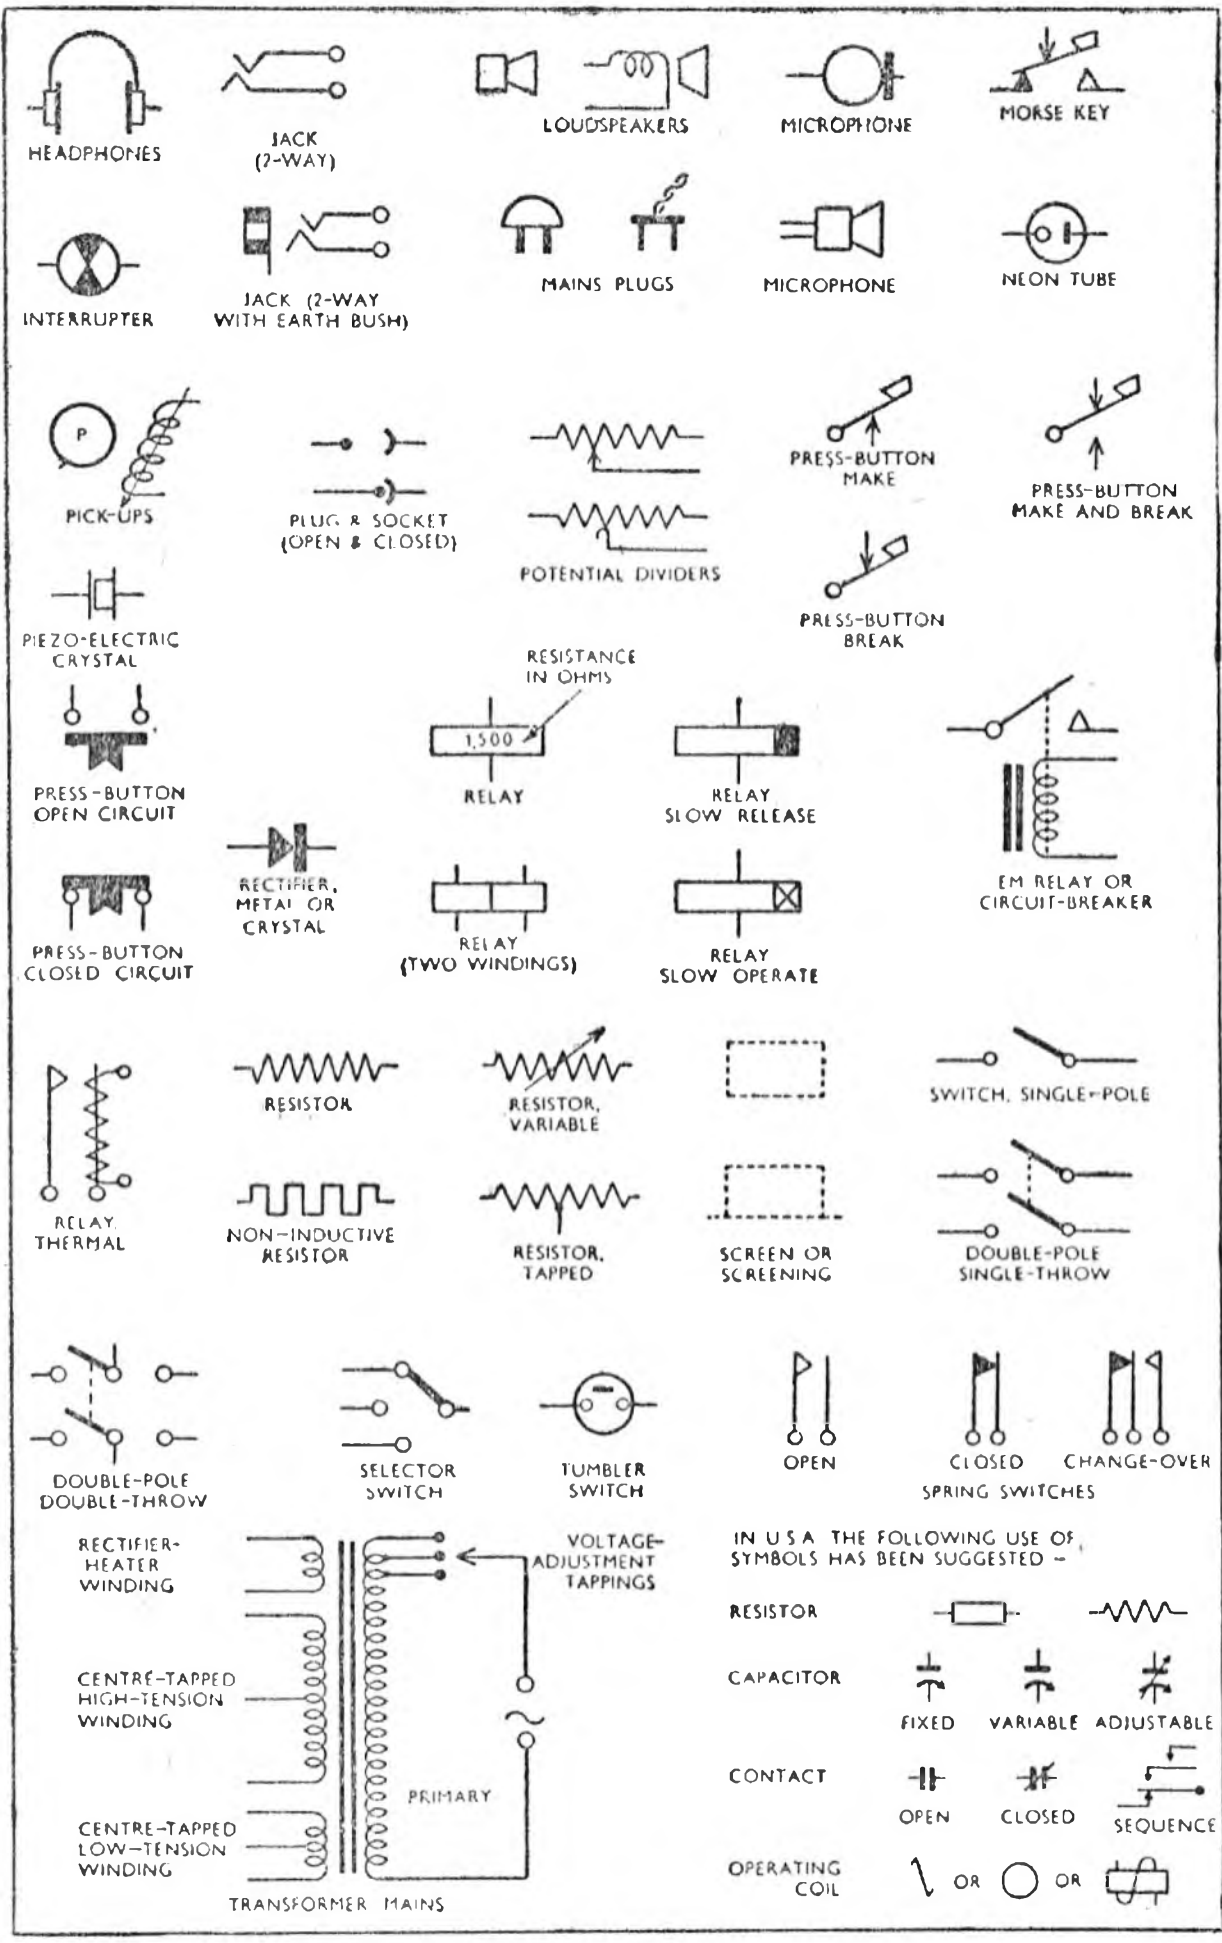 HEADPHONES
JACK
(2-WAY)
LOUDSPEAKERS
MICROPHONE
MORSE KEY
INTERRUPTER
JACK (2-WAY
WITH EARTH BUSH)
MAINS PLUGS
MICROPHONE
NEON TUBE
P
PICK-UPS
PLUG & SOCKET
(OPEN & CLOSED)
POTENTIAL DIVIDERS
PRESS-BUTTON
MAKE
PRESS-BUTTON
MAKE AND BREAK
PRESS-BUTTON
BREAK
PIEZO-ELECTRIC
CRYSTAL
RESISTANCE
IN OHMS
PRESS-BUTTON
OPEN CIRCUIT
1,500
RELAY
RELAY
SLOW RELEASE
EM RELAY OR
CIRCUIT-BREAKER
PRESS-BUTTON
CLOSED CIRCUIT
RECTIFIER,
METAL OR
CRYSTAL
RELAY
(TWO WINDINGS)
RELAY
SLOW OPERATE
RELAY,
THERMAL
RESISTOR
RESISTOR,
VARIABLE
SWITCH, SINGLE-POLE
NON-INDUCTIVE
RESISTOR
RESISTOR,
TAPPED
SCREEN OR
SCREENING
DOUBLE-POLE
SINGLE-THROW
DOUBLE-POLE
DOUBLE-THROW
SELECTOR
SWITCH
TUMBLER
SWITCH
OPEN
CLOSED
CHANGE-OVER
SPRING SWITCHES
RECTIFIER-
HEATER
WINDING
VOLTAGE-
ADJUSTMENT
TAPPINGS
CENTRE-TAPPED
HIGH-TENSION
WINDING
PRIMARY
CENTRE-TAPPED
LOW-TENSION
WINDING
TRANSFORMER MAINS
IN U S A THE FOLLOWING USE OF
SYMBOLS HAS BEEN SUGGESTED -
RESISTOR
CAPACITOR
FIXED
VARIABLE
ADJUSTABLE
CONTACT
OPEN
CLOSED
SEQUENCE
OPERATING
COIL
OR
OR